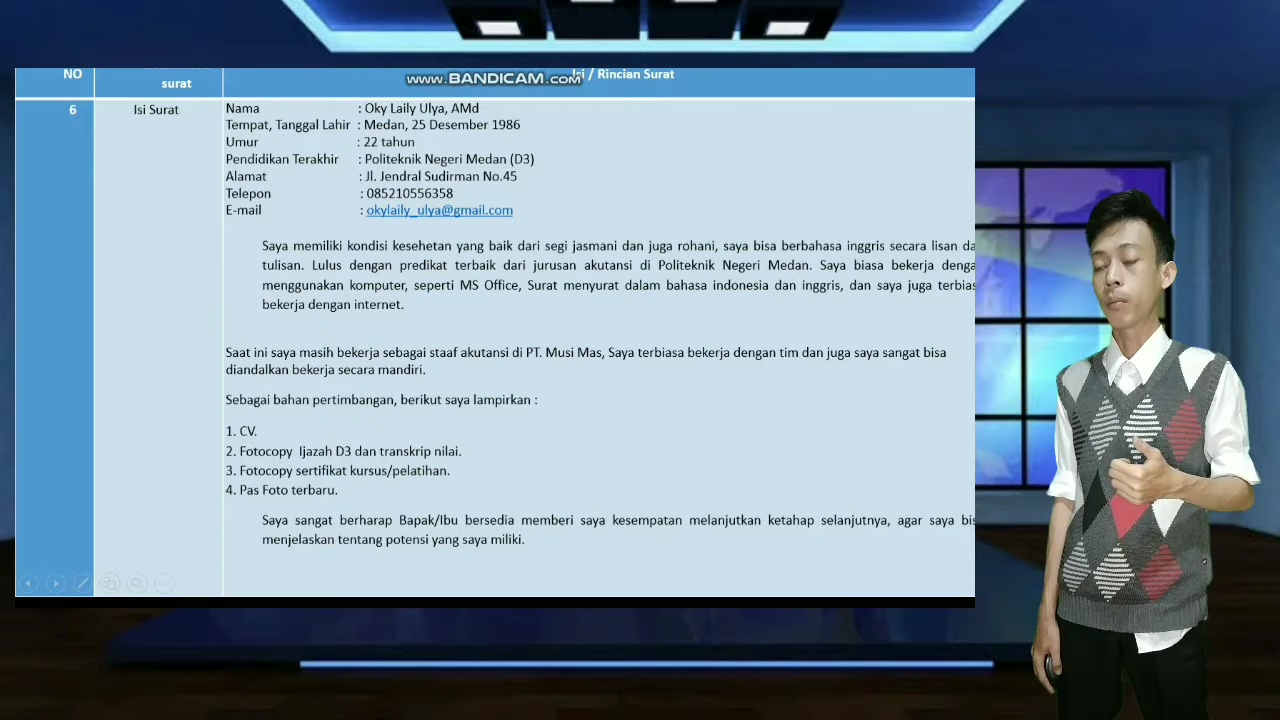 NO
surat
Isi / Rincian Surat
WWW.BANDICAM.COM
6
Isi Surat
Nama : Oky Laily Ulya, AMd
Tempat, Tanggal Lahir : Medan, 25 Desember 1986
Umur : 22 tahun
Pendidikan Terakhir : Politeknik Negeri Medan (D3)
Alamat : Jl. Jendral Sudirman No.45
Telepon : 085210556358
E-mail : okylaily_ulya@gmail.com
Saya memiliki kondisi kesehetan yang baik dari segi jasmani dan juga rohani, saya bisa berbahasa inggris secara lisan da
tulisan. Lulus dengan predikat terbaik dari jurusan akutansi di Politeknik Negeri Medan. Saya biasa bekerja denga
menggunakan komputer, seperti MS Office, Surat menyurat dalam bahasa indonesia dan inggris, dan saya juga terbias
bekerja dengan internet.
Saat ini saya masih bekerja sebagai staaf akutansi di PT. Musi Mas, Saya terbiasa bekerja dengan tim dan juga saya sangat bisa
diandalkan bekerja secara mandiri.
Sebagai bahan pertimbangan, berikut saya lampirkan :
1. CV.
2. Fotocopy Ijazah D3 dan transkrip nilai.
3. Fotocopy sertifikat kursus/pelatihan.
4. Pas Foto terbaru.
Saya sangat berharap Bapak/Ibu bersedia memberi saya kesempatan melanjutkan ketahap selanjutnya, agar saya bis
menjelaskan tentang potensi yang saya miliki.